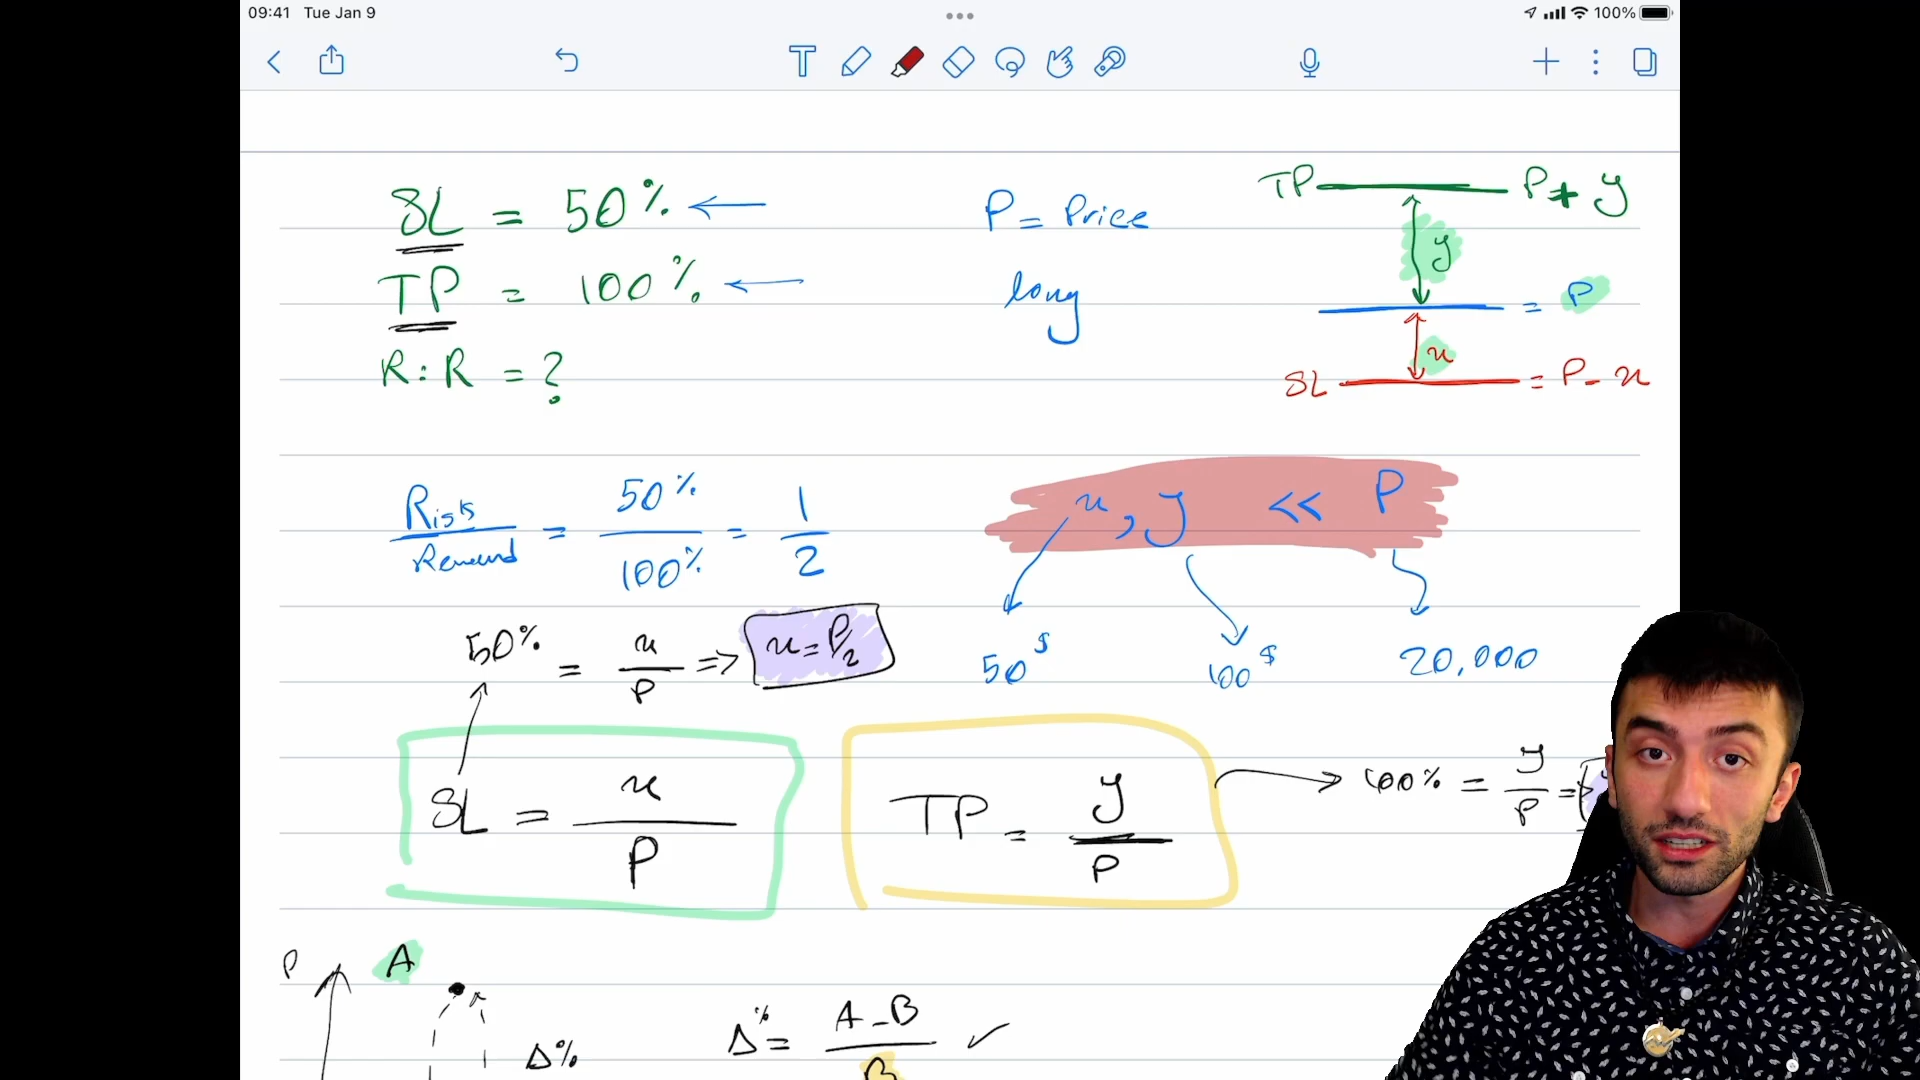 09:41 Tue Jan 9
100%
SL = 50% ←
TP = 100% ←
R:R = ?
P = Price
long
TP P + y
y
= P
x
SL = P - x
Risk / Reward = 50% / 100% = 1 / 2
x, y << P
50$ 100$ 20,000
50% = x / P => x = P/2
SL = x / P
TP = y / P
100% = y / P =>
P A
Δ%
Δ% = A - B / B ✓